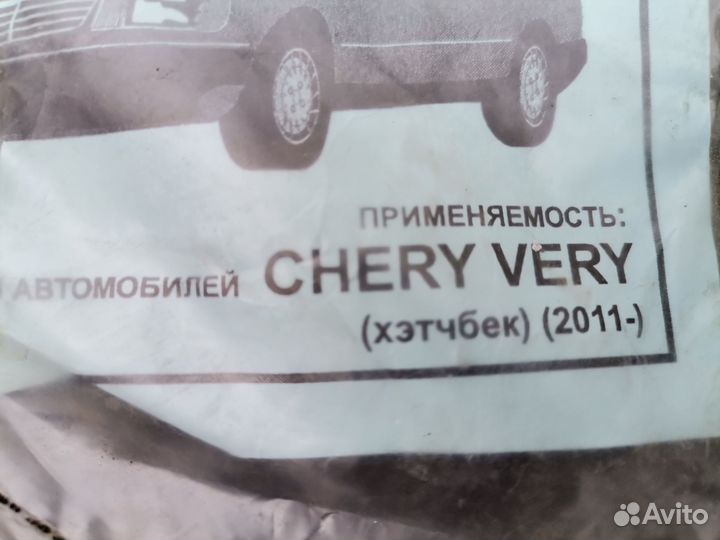 ПРИМЕНЯЕМОСТЬ:
АВТОМОБИЛЕЙ CHERY VERY
(хэтчбек) (2011-)
Avito